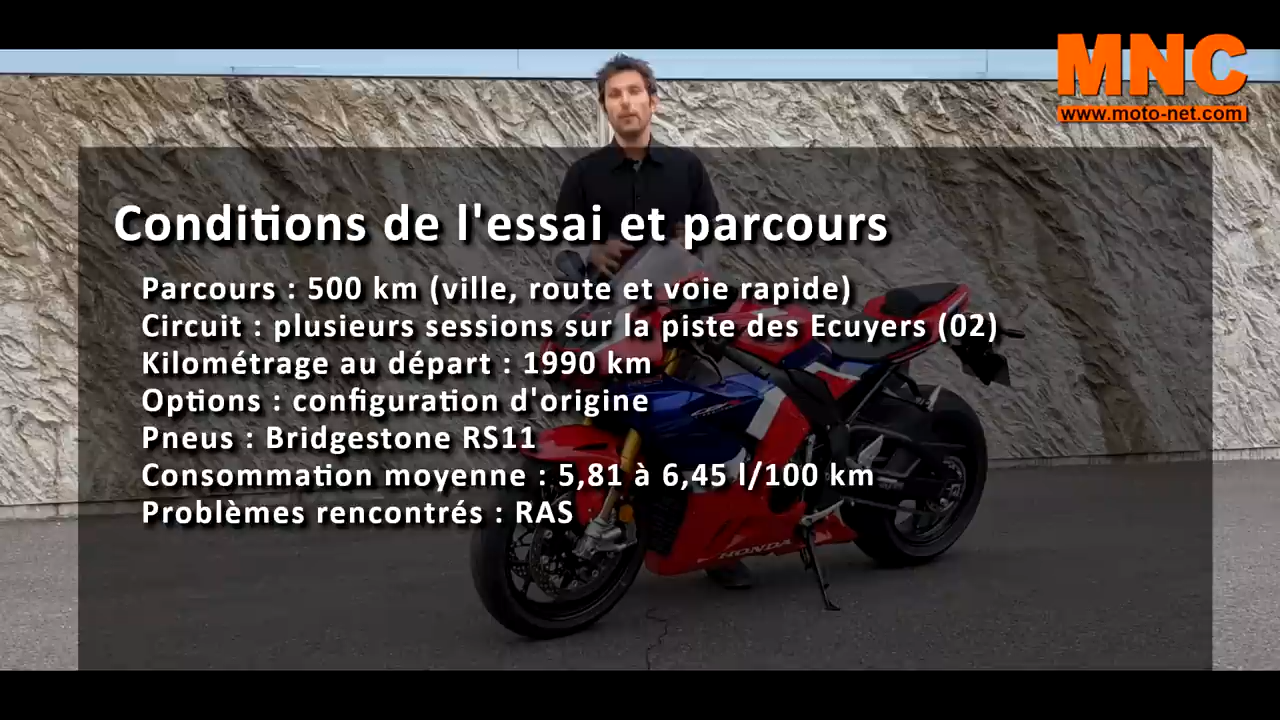 MNC
www.moto-net.com
Conditions de l'essai et parcours
Parcours : 500 km (ville, route et voie rapide)
Circuit : plusieurs sessions sur la piste des Ecuyers (02)
Kilométrage au départ : 1990 km
Options : configuration d'origine
Pneus : Bridgestone RS11
Consommation moyenne : 5,81 à 6,45 l/100 km
Problèmes rencontrés : RAS
HONDA